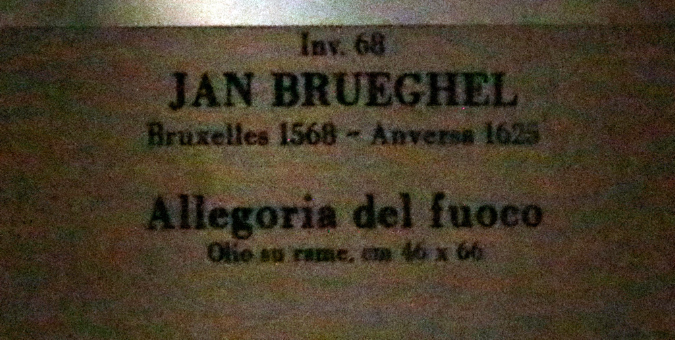 Inv. 68
JAN BRUEGHEL
Bruxelles 1568 - Anversa 1625
Allegoria del fuoco
Olio su rame, cm 46 x 66